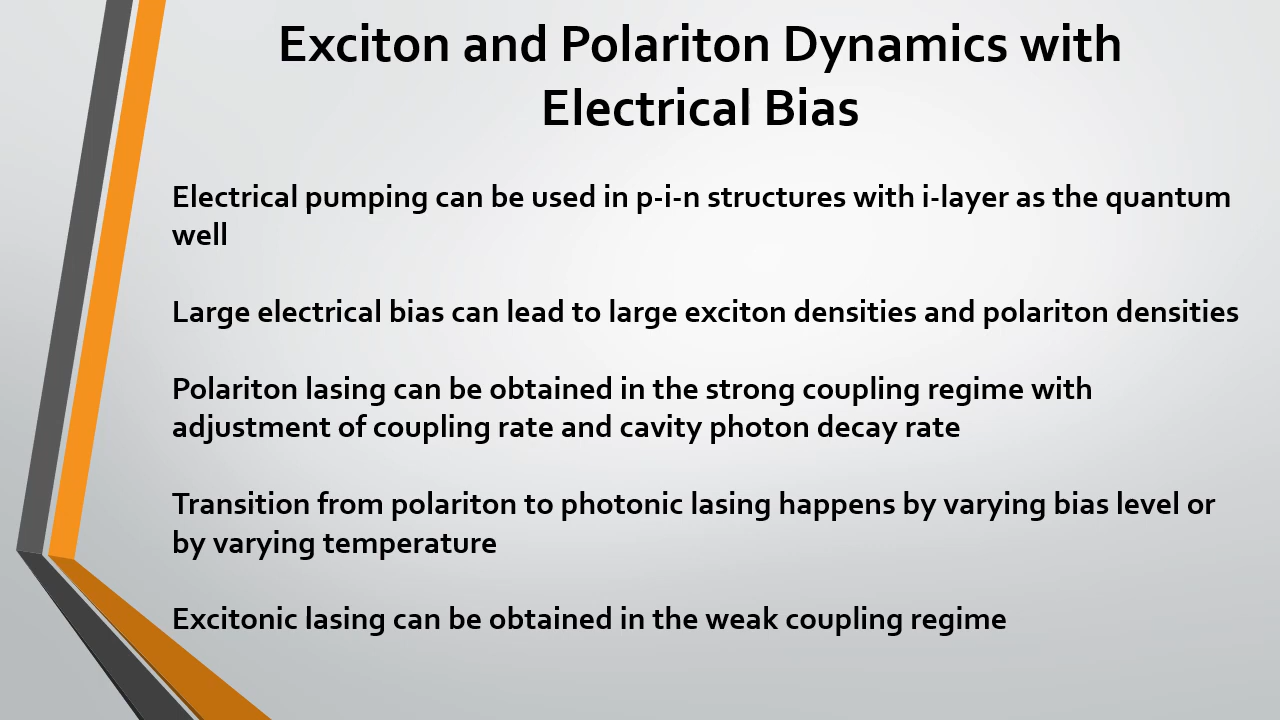 Exciton and Polariton Dynamics with
Electrical Bias
Electrical pumping can be used in p-i-n structures with i-layer as the quantum
well
Large electrical bias can lead to large exciton densities and polariton densities
Polariton lasing can be obtained in the strong coupling regime with
adjustment of coupling rate and cavity photon decay rate
Transition from polariton to photonic lasing happens by varying bias level or
by varying temperature
Excitonic lasing can be obtained in the weak coupling regime